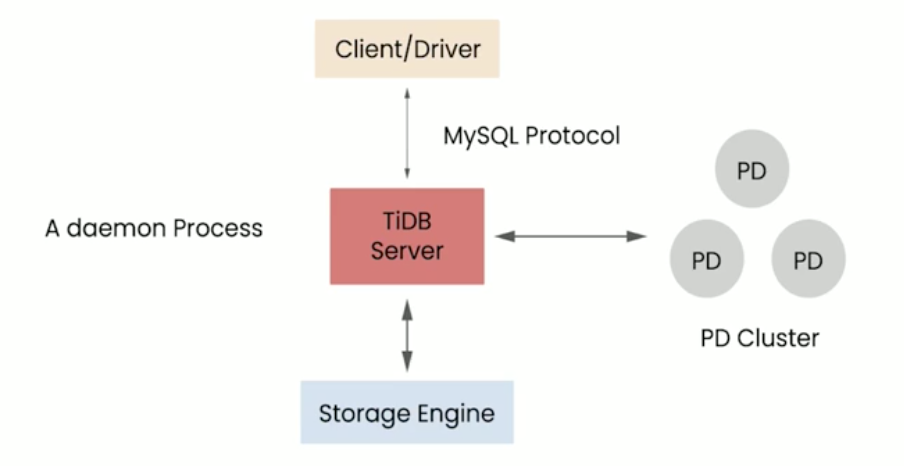 Client/Driver
MySQL Protocol
PD
A daemon Process
TiDB
Server
PD
PD
PD Cluster
Storage Engine